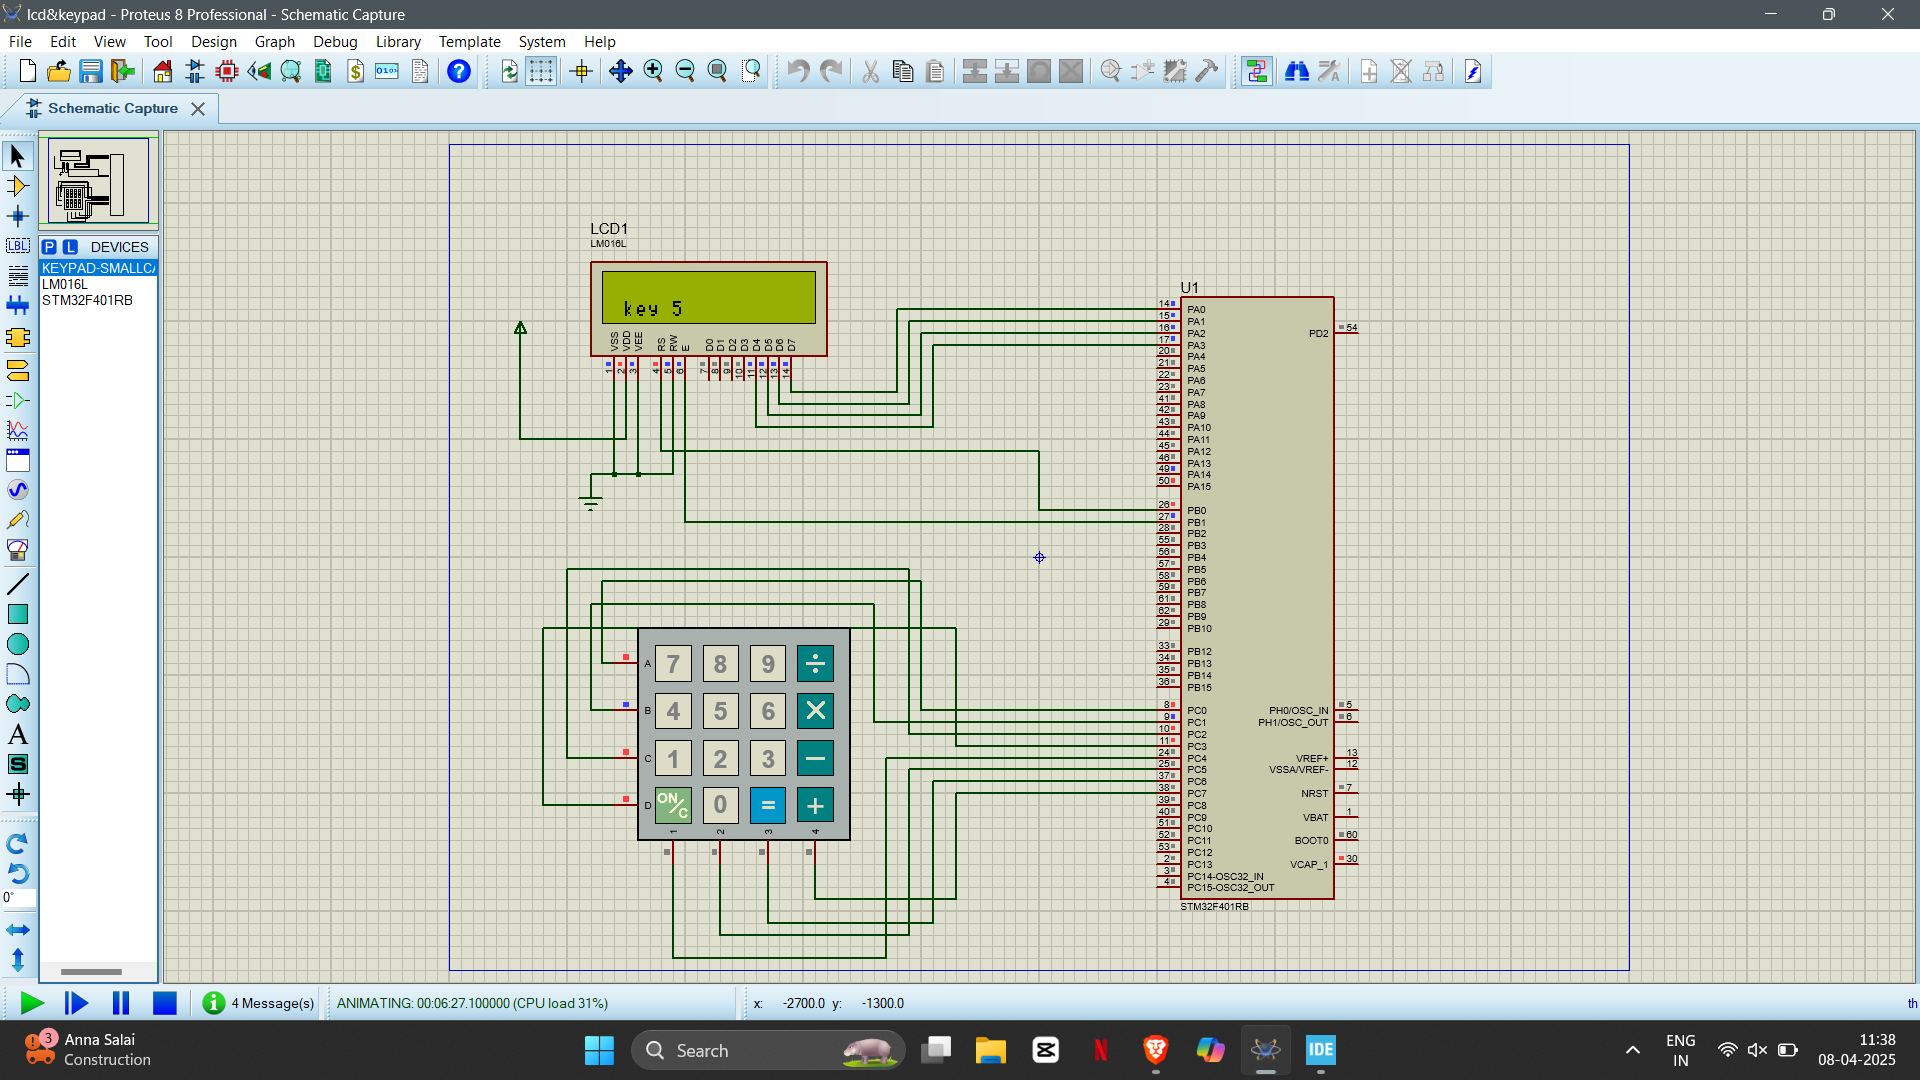 lcd&keypad - Proteus 8 Professional - Schematic Capture
File Edit View Tool Design Graph Debug Library Template System Help
Schematic Capture
P L DEVICES
KEYPAD-SMALLCA
LM016L
STM32F401RB
LBL
A
S
0°
LCD1
LM016L
key 5
VSS VDD VEE RS RW E D0 D1 D2 D3 D4 D5 D6 D7
1 2 3 4 5 6 7 8 9 10 11 12 13 14
U1
14 PA0
15 PA1
16 PA2
17 PA3
20 PA4
21 PA5
22 PA6
23 PA7
41 PA8
42 PA9
43 PA10
44 PA11
45 PA12
46 PA13
49 PA14
50 PA15
26 PB0
27 PB1
28 PB2
55 PB3
56 PB4
57 PB5
58 PB6
59 PB7
61 PB8
62 PB9
29 PB10
33 PB12
34 PB13
35 PB14
36 PB15
8 PC0
9 PC1
10 PC2
11 PC3
24 PC4
25 PC5
37 PC6
38 PC7
39 PC8
40 PC9
51 PC10
52 PC11
53 PC12
2 PC13
3 PC14-OSC32_IN
4 PC15-OSC32_OUT
PD2 54
PH0/OSC_IN 5
PH1/OSC_OUT 6
VREF+ 13
VSSA/VREF- 12
NRST 7
VBAT 1
BOOT0 60
VCAP_1 30
STM32F401RB
A 7 8 9 ÷
B 4 5 6 ×
C 1 2 3 −
D ON/C 0 = +
1 2 3 4
4 Message(s)
ANIMATING: 00:06:27.100000 (CPU load 31%)
x: -2700.0 y: -1300.0
th
3
Anna Salai
Construction
Search
IDE
ENG
IN
11:38
08-04-2025